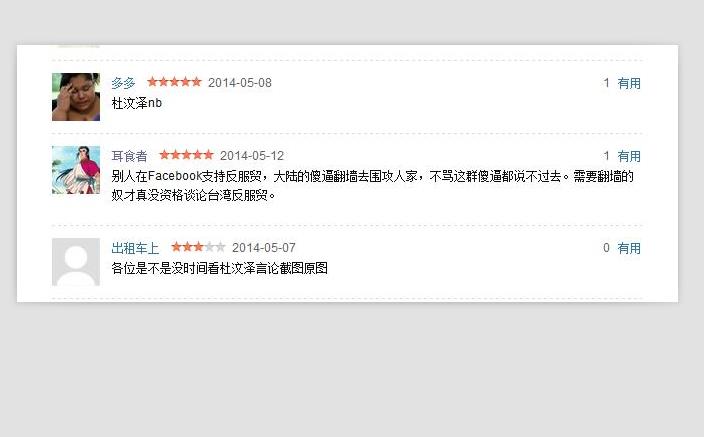 多多 ★★★★★ 2014-05-08 1 有用
杜汶泽nb
耳食者 ★★★★★ 2014-05-12 1 有用
别人在Facebook支持反服贸，大陆的傻逼翻墙去围攻人家，不骂这群傻逼都说不过去。需要翻墙的
奴才真没资格谈论台湾反服贸。
出租车上 ★★★☆☆ 2014-05-07 0 有用
各位是不是没时间看杜汶泽言论截图原图